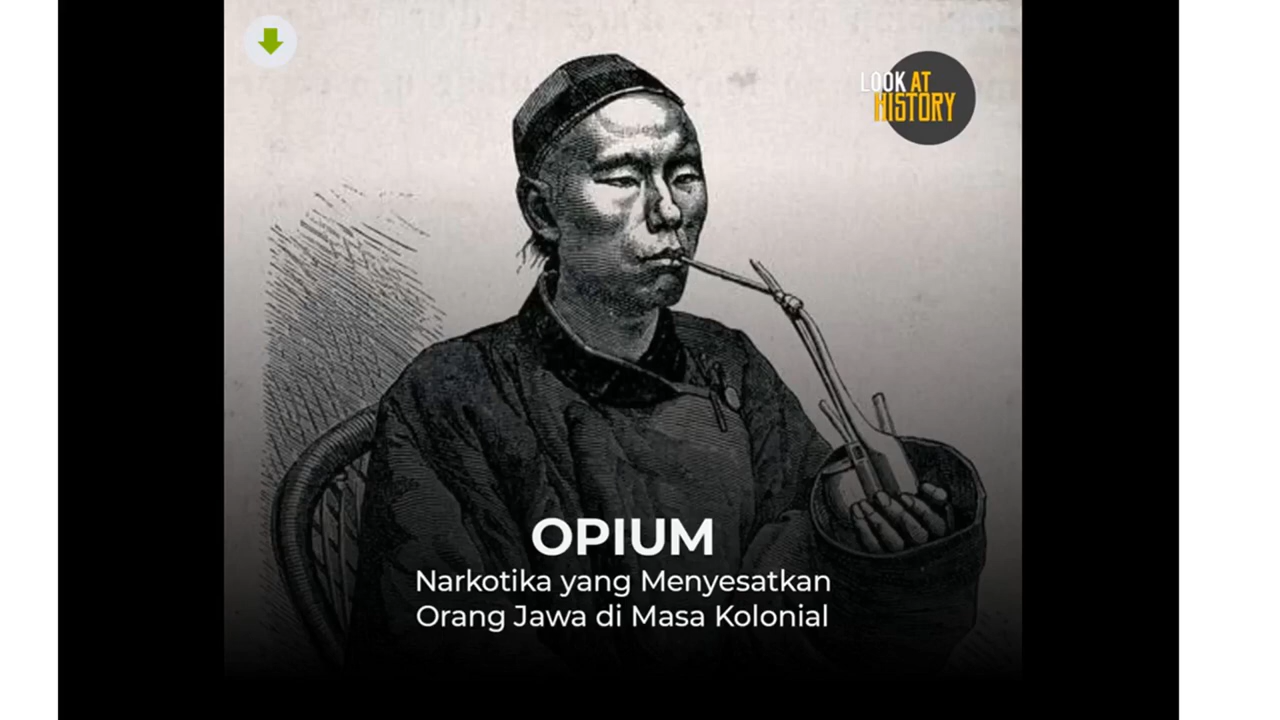 LOOK AT
HISTORY
OPIUM
Narkotika yang Menyesatkan
Orang Jawa di Masa Kolonial